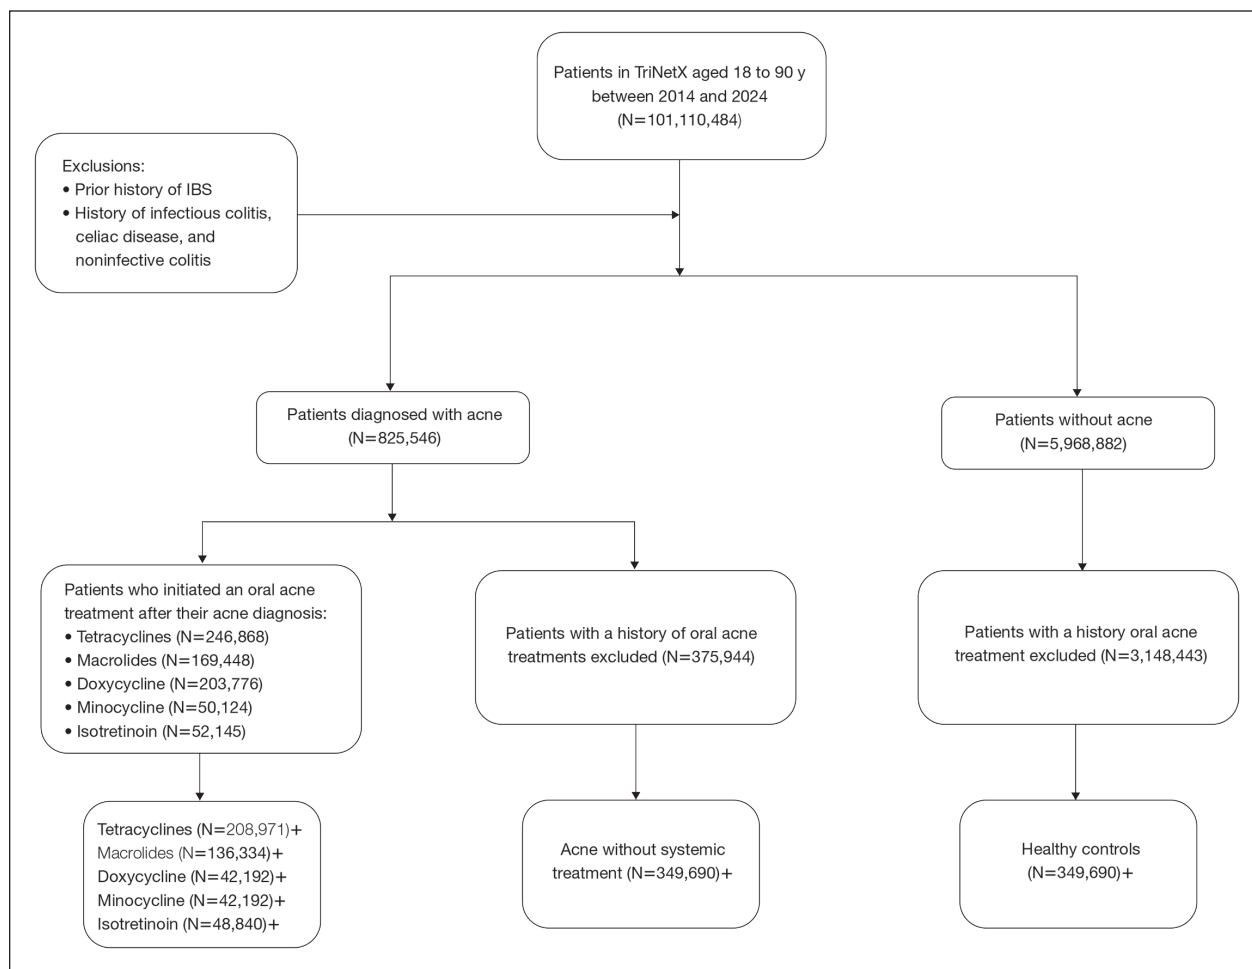 Patients in TriNetX aged 18 to 90 y
between 2014 and 2024
(N=101,110,484)
Exclusions:
• Prior history of IBS
• History of infectious colitis,
celiac disease, and
noninfective colitis
Patients diagnosed with acne
(N=825,546)
Patients without acne
(N=5,968,882)
Patients who initiated an oral acne
treatment after their acne diagnosis:
• Tetracyclines (N=246,868)
• Macrolides (N=169,448)
• Doxycycline (N=203,776)
• Minocycline (N=50,124)
• Isotretinoin (N=52,145)
Patients with a history of oral acne
treatments excluded (N=375,944)
Patients with a history oral acne
treatment excluded (N=3,148,443)
Tetracyclines (N=208,971)+
Macrolides (N=136,334)+
Doxycycline (N=42,192)+
Minocycline (N=42,192)+
Isotretinoin (N=48,840)+
Acne without systemic
treatment (N=349,690)+
Healthy controls
(N=349,690)+